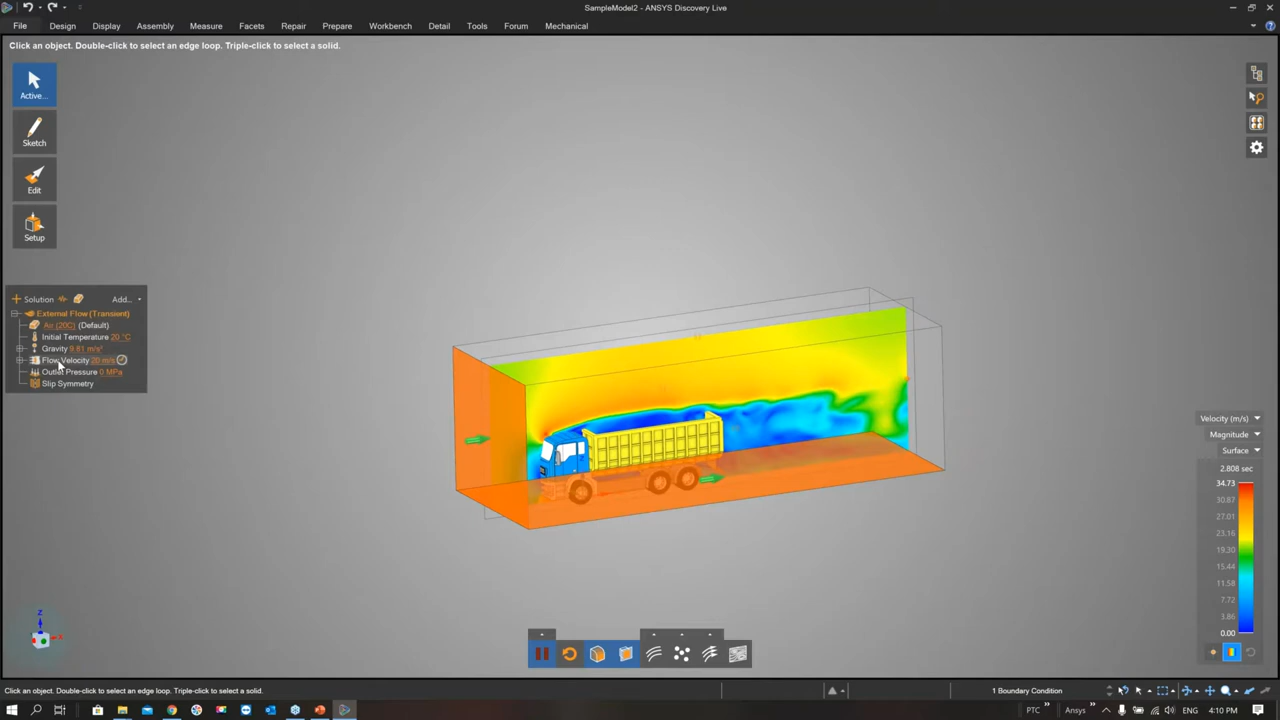 SampleModel2 - ANSYS Discovery Live
File Design Display Assembly Measure Facets Repair Prepare Workbench Detail Tools Forum Mechanical
Click an object. Double-click to select an edge loop. Triple-click to select a solid.
Active...
Sketch
Edit
Setup
Solution Add...
External Flow (Transient)
Air (20C) (Default)
Initial Temperature 20 °C
Gravity 9.81 m/s²
Flow Velocity 20 m/s
Outlet Pressure 0 MPa
Slip Symmetry
Velocity (m/s)
Magnitude
Surface
2.808 sec
34.73
30.87
27.01
23.16
19.30
15.44
11.58
7.72
3.86
0.00
Z
X
Click an object. Double-click to select an edge loop. Triple-click to select a solid.
1 Boundary Condition
PTC
Ansys
ENG
4:10 PM